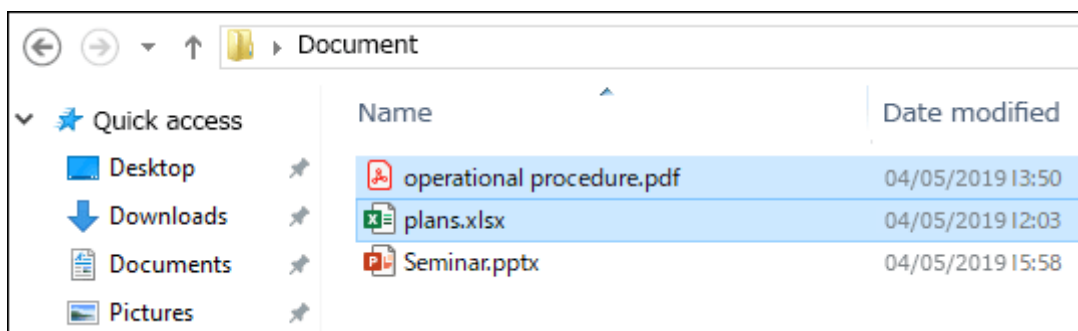 Document
Quick access
Desktop
Downloads
Documents
Pictures
Name Date modified
operational procedure.pdf 04/05/2019 13:50
plans.xlsx 04/05/2019 12:03
Seminar.pptx 04/05/2019 15:58